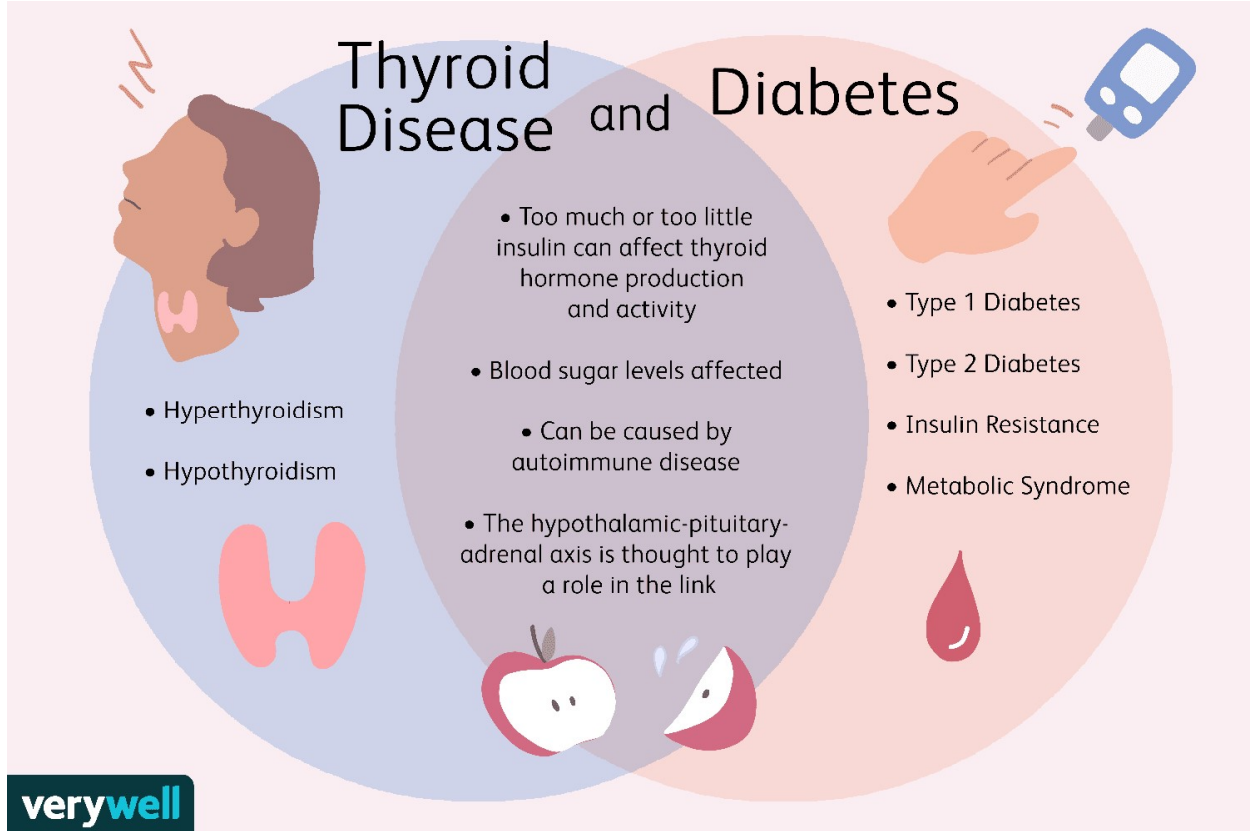 Thyroid
Disease and Diabetes
• Hyperthyroidism
• Hypothyroidism
• Too much or too little
insulin can affect thyroid
hormone production
and activity
• Blood sugar levels affected
• Can be caused by
autoimmune disease
• The hypothalamic-pituitary-
adrenal axis is thought to play
a role in the link
• Type 1 Diabetes
• Type 2 Diabetes
• Insulin Resistance
• Metabolic Syndrome
verywell